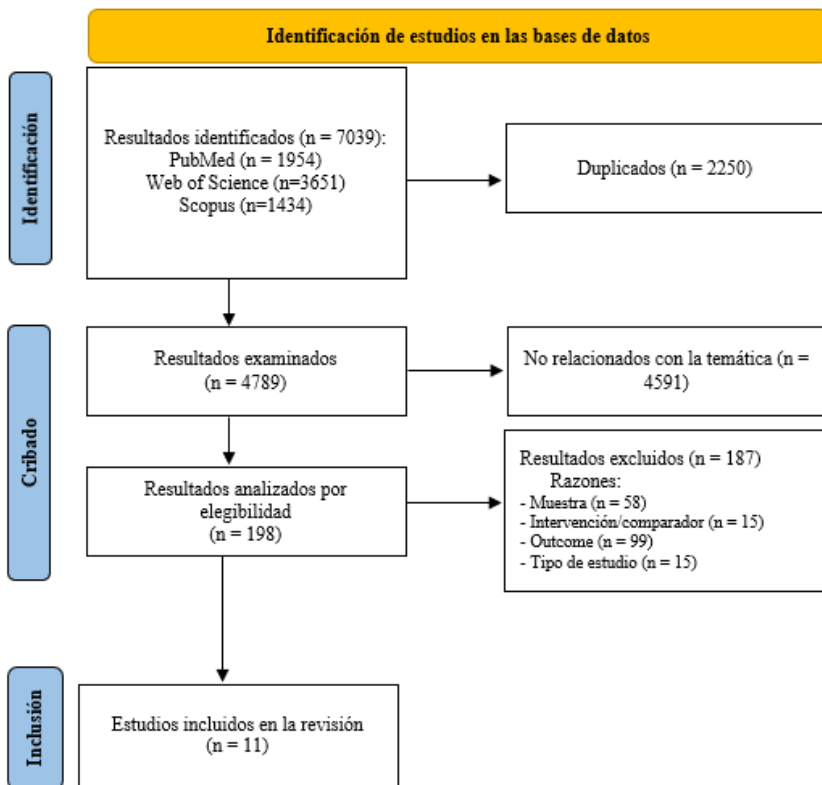 Identificación de estudios en las bases de datos
Identificación
Resultados identificados (n = 7039):
PubMed (n = 1954)
Web of Science (n=3651)
Scopus (n=1434)
Duplicados (n = 2250)
Cribado
Resultados examinados
(n = 4789)
No relacionados con la temática (n =
4591)
Resultados analizados por
elegibilidad
(n = 198)
Resultados excluidos (n = 187)
Razones:
- Muestra (n = 58)
- Intervención/comparador (n = 15)
- Outcome (n = 99)
- Tipo de estudio (n = 15)
Inclusión
Estudios incluidos en la revisión
(n = 11)